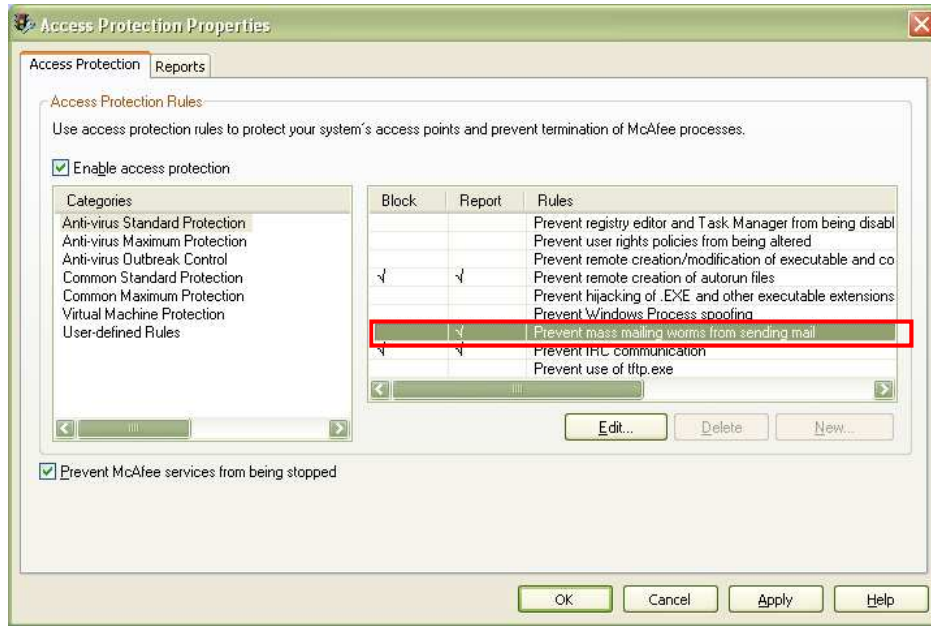 Access Protection Properties
Access Protection Reports
Access Protection Rules
Use access protection rules to protect your system´s access points and prevent termination of McAfee processes.
Enable access protection
Categories
Anti-virus Standard Protection
Anti-virus Maximum Protection
Anti-virus Outbreak Control
Common Standard Protection
Common Maximum Protection
Virtual Machine Protection
User-defined Rules
Block Report Rules
Prevent registry editor and Task Manager from being disabl
Prevent user rights policies from being altered
Prevent remote creation/modification of executable and co
√ √ Prevent remote creation of autorun files
Prevent hijacking of .EXE and other executable extensions
Prevent Windows Process spoofing
√ Prevent mass mailing worms from sending mail
√ √ Prevent IRC communication
Prevent use of tftp.exe
Edit... Delete New...
Prevent McAfee services from being stopped
OK Cancel Apply Help